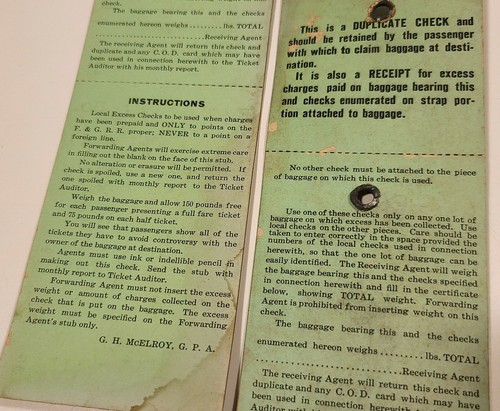 check.
The baggage bearing this and the checks
enumerated hereon weighs.........lbs. TOTAL
..............................Receiving Agent
The receiving Agent will return this check and
duplicate and any C. O. D. card which may have
been used in connection herewith to the Ticket
Auditor with his monthly report.
INSTRUCTIONS
Local Excess Checks to be used when charges
have been prepaid and ONLY to points on the
F. & G. R. R. proper; NEVER to a point on a
foreign line.
Forwarding Agents will exercise extreme care
in filling out the blank on the face of this stub.
No alteration or erasure will be permitted. If
check is spoiled, use a new one, and return the
one spoiled with monthly report to the Ticket
Auditor.
Weigh the baggage and allow 150 pounds free
for each passenger presenting a full fare ticket
and 75 pounds on each half ticket.
You will see that passengers show all of the
tickets they have to avoid controversy with the
owner of the baggage at destination.
Agents must use ink or indellible pencil in
making out this check. Send the stub with
monthly report to Ticket Auditor.
Forwarding Agent must not insert the excess
weight or amount of charges collected on the
check that is put on the baggage. The excess
weight must be specified on the Forwarding
Agent's stub only.
G. H. McELROY, G. P. A.
This is a DUPLICATE CHECK and
should be retained by the passenger
with which to claim baggage at desti-
nation.
It is also a RECEIPT for excess
charges paid on baggage bearing this
and checks enumerated on strap por-
tion attached to baggage.
No other check must be attached to the piece
of baggage on which this check is used.
Use one of these checks only on any one lot of
baggage on which excess has been collected. Use
local checks on the other pieces. Care should be
taken to enter correctly in the space provided the
numbers of the local checks used in connection
herewith, so that the one lot of baggage can be
easily identified. The Receiving Agent will weigh
the baggage bearing this and the checks specified
in connection herewith and fill in the certificate
below, showing TOTAL weight. Forwarding
Agent is prohibited from inserting weight on this
check.
The baggage bearing this and the checks
enumerated hereon weighs.........lbs. TOTAL
..............................Receiving Agent
The receiving Agent will return this check and
duplicate and any C. O. D. card which may have
been used in connection herewith to the Ticket
Auditor with his monthly report.